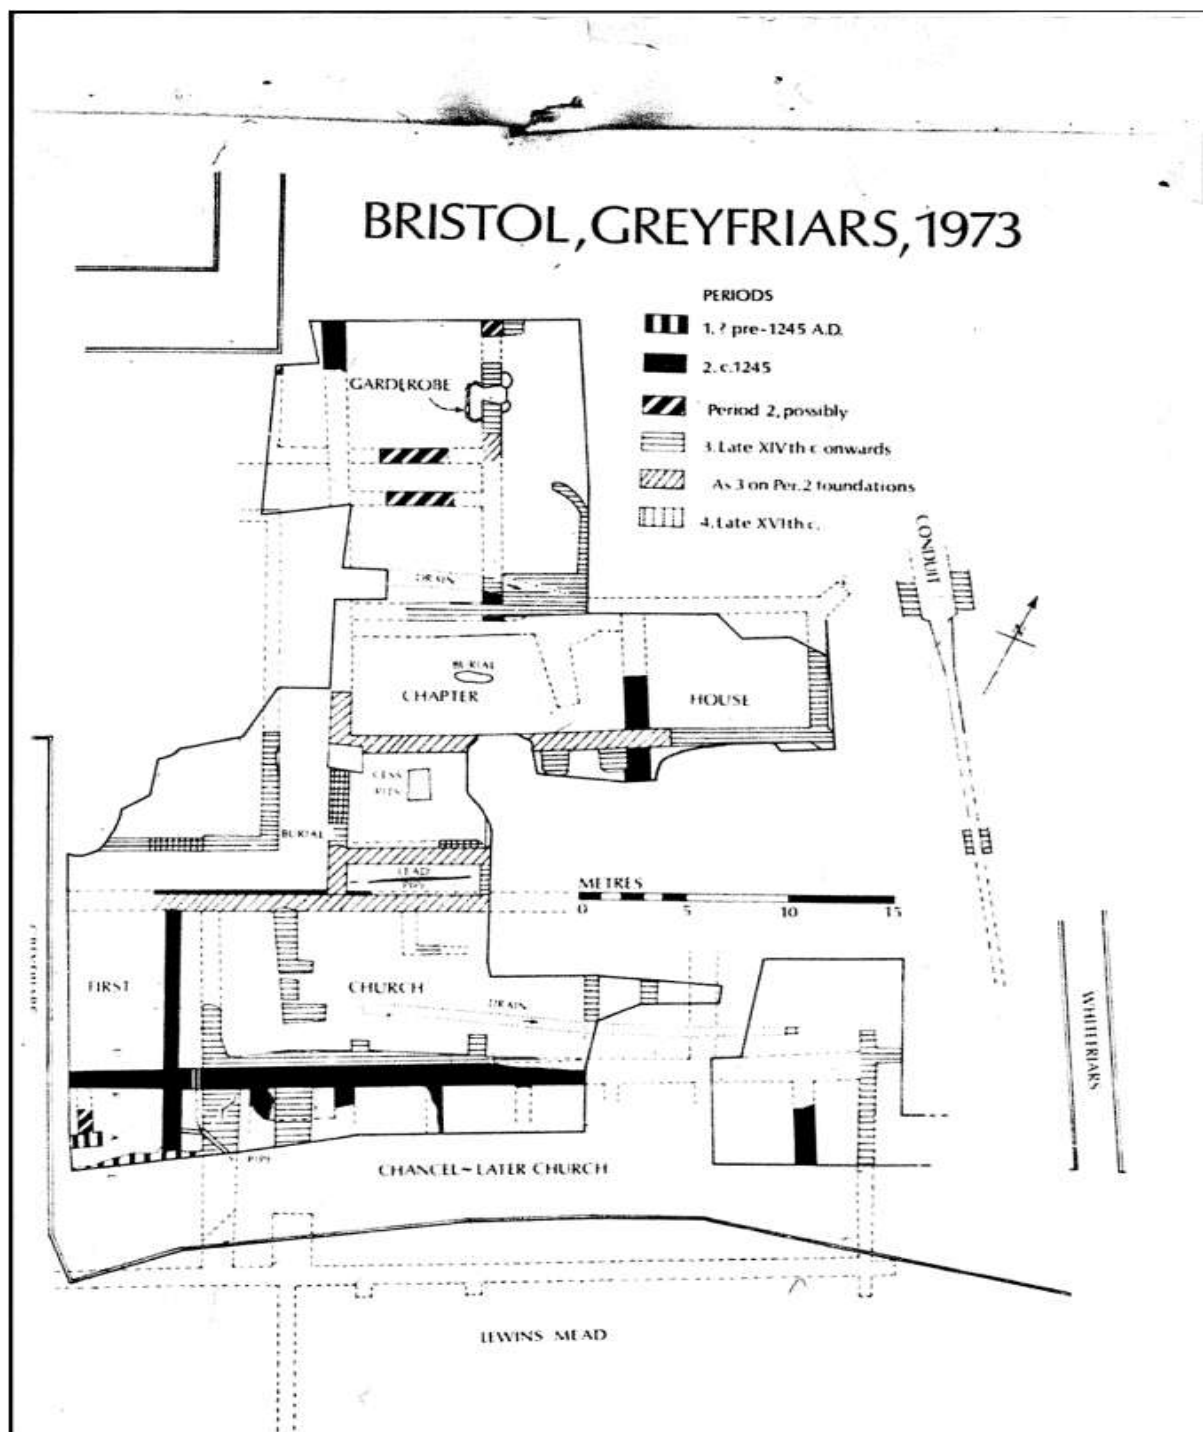 BRISTOL, GREYFRIARS, 1973
PERIODS
1. ? pre-1245 A.D.
2. c.1245
Period 2, possibly
3. Late XIVth c onwards
As 3 on Per. 2 foundations
4. Late XVIth c.
GARDEROBE
CONDUIT
DRAIN
N
BURIAL
CHAPTER
HOUSE
CESS
PITS
BURIAL
LEAD
PIPE
METRES
0 5 10 15
FIRST
CHURCH
DRAIN
WHITEFRIARS
PIPE
CHANCEL~LATER CHURCH
LEWINS MEAD